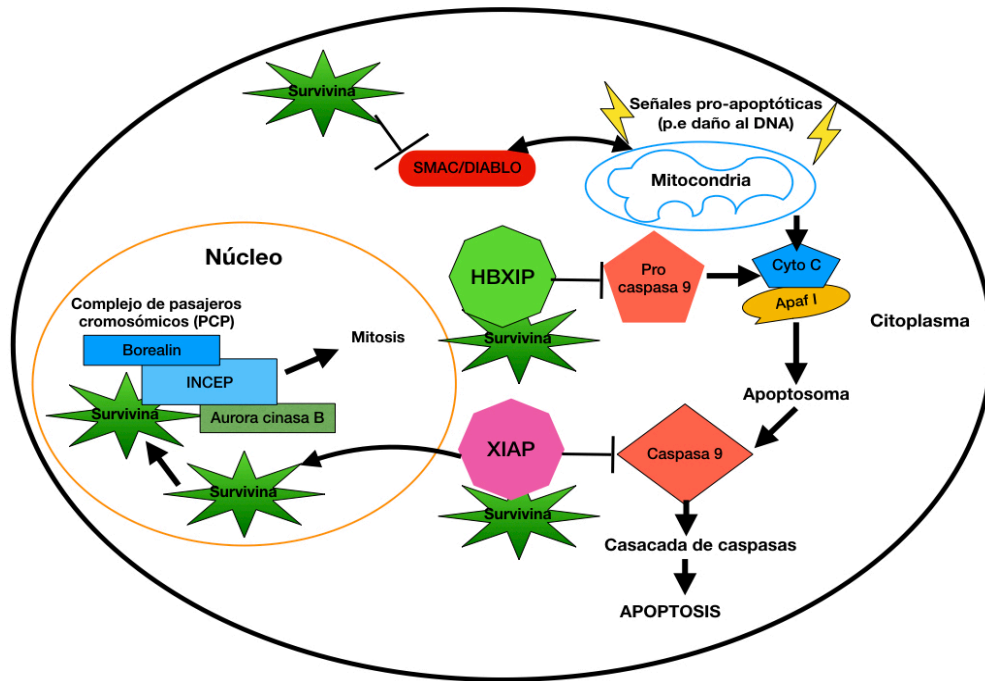 Survivina
Señales pro-apoptóticas
(p.e daño al DNA)
SMAC/DIABLO
Mitocondria
Núcleo
HBXIP
Pro
caspasa 9
Cyto C
Apaf I
Citoplasma
Complejo de pasajeros
cromosómicos (PCP)
Mitosis
Survivina
Borealin
INCEP
Survivina
Aurora cinasa B
Apoptosoma
XIAP
Caspasa 9
Survivina
Survivina
Casacada de caspasas
APOPTOSIS